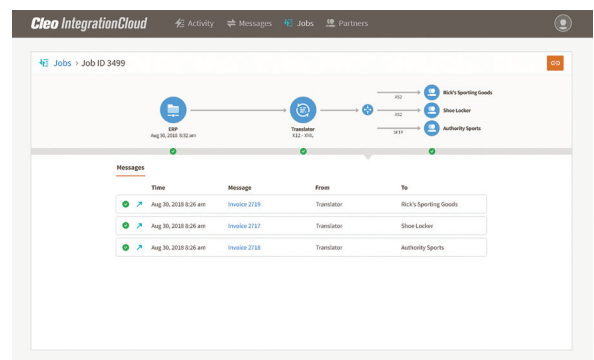 Cleo IntegrationCloud Activity Messages Jobs Partners
Jobs > Job ID 3499
Rick's Sporting Goods
Shoe Locker
Authority Sports
ERP
Aug 30, 2018 8:32 am
Translator
X12 - XML
AS2
AS2
SFTP
Messages
Time Message From To
Aug 30, 2018 8:26 am Invoice 2719 Translator Rick's Sporting Goods
Aug 30, 2018 8:26 am Invoice 2717 Translator Shoe Locker
Aug 30, 2018 8:26 am Invoice 2718 Translator Authority Sports